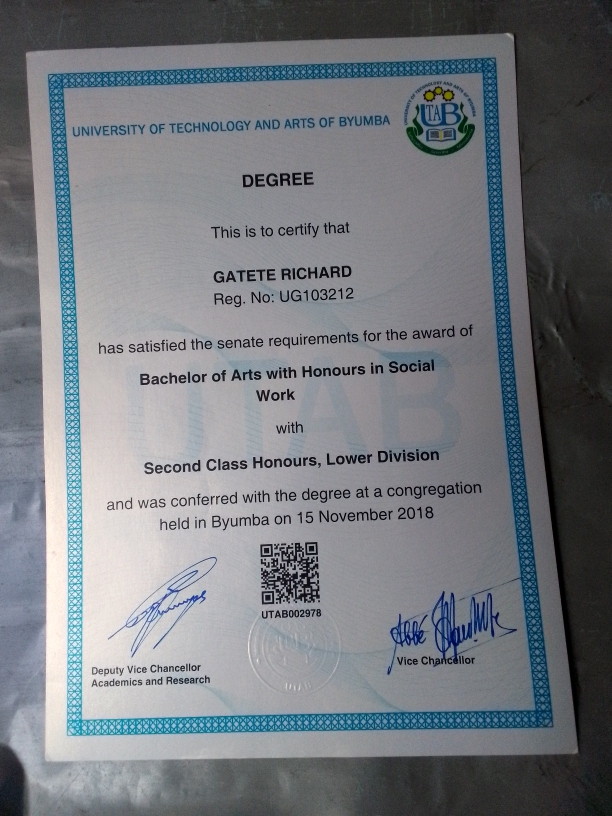 UNIVERSITY OF TECHNOLOGY AND ARTS OF BYUMBA
UTAB
DEGREE
This is to certify that
GATETE RICHARD
Reg. No: UG103212
has satisfied the senate requirements for the award of
Bachelor of Arts with Honours in Social
Work
with
UTAB
Second Class Honours, Lower Division
and was conferred with the degree at a congregation
held in Byumba on 15 November 2018
UTAB002978
Deputy Vice Chancellor
Academics and Research
Vice Chancellor
UTAB